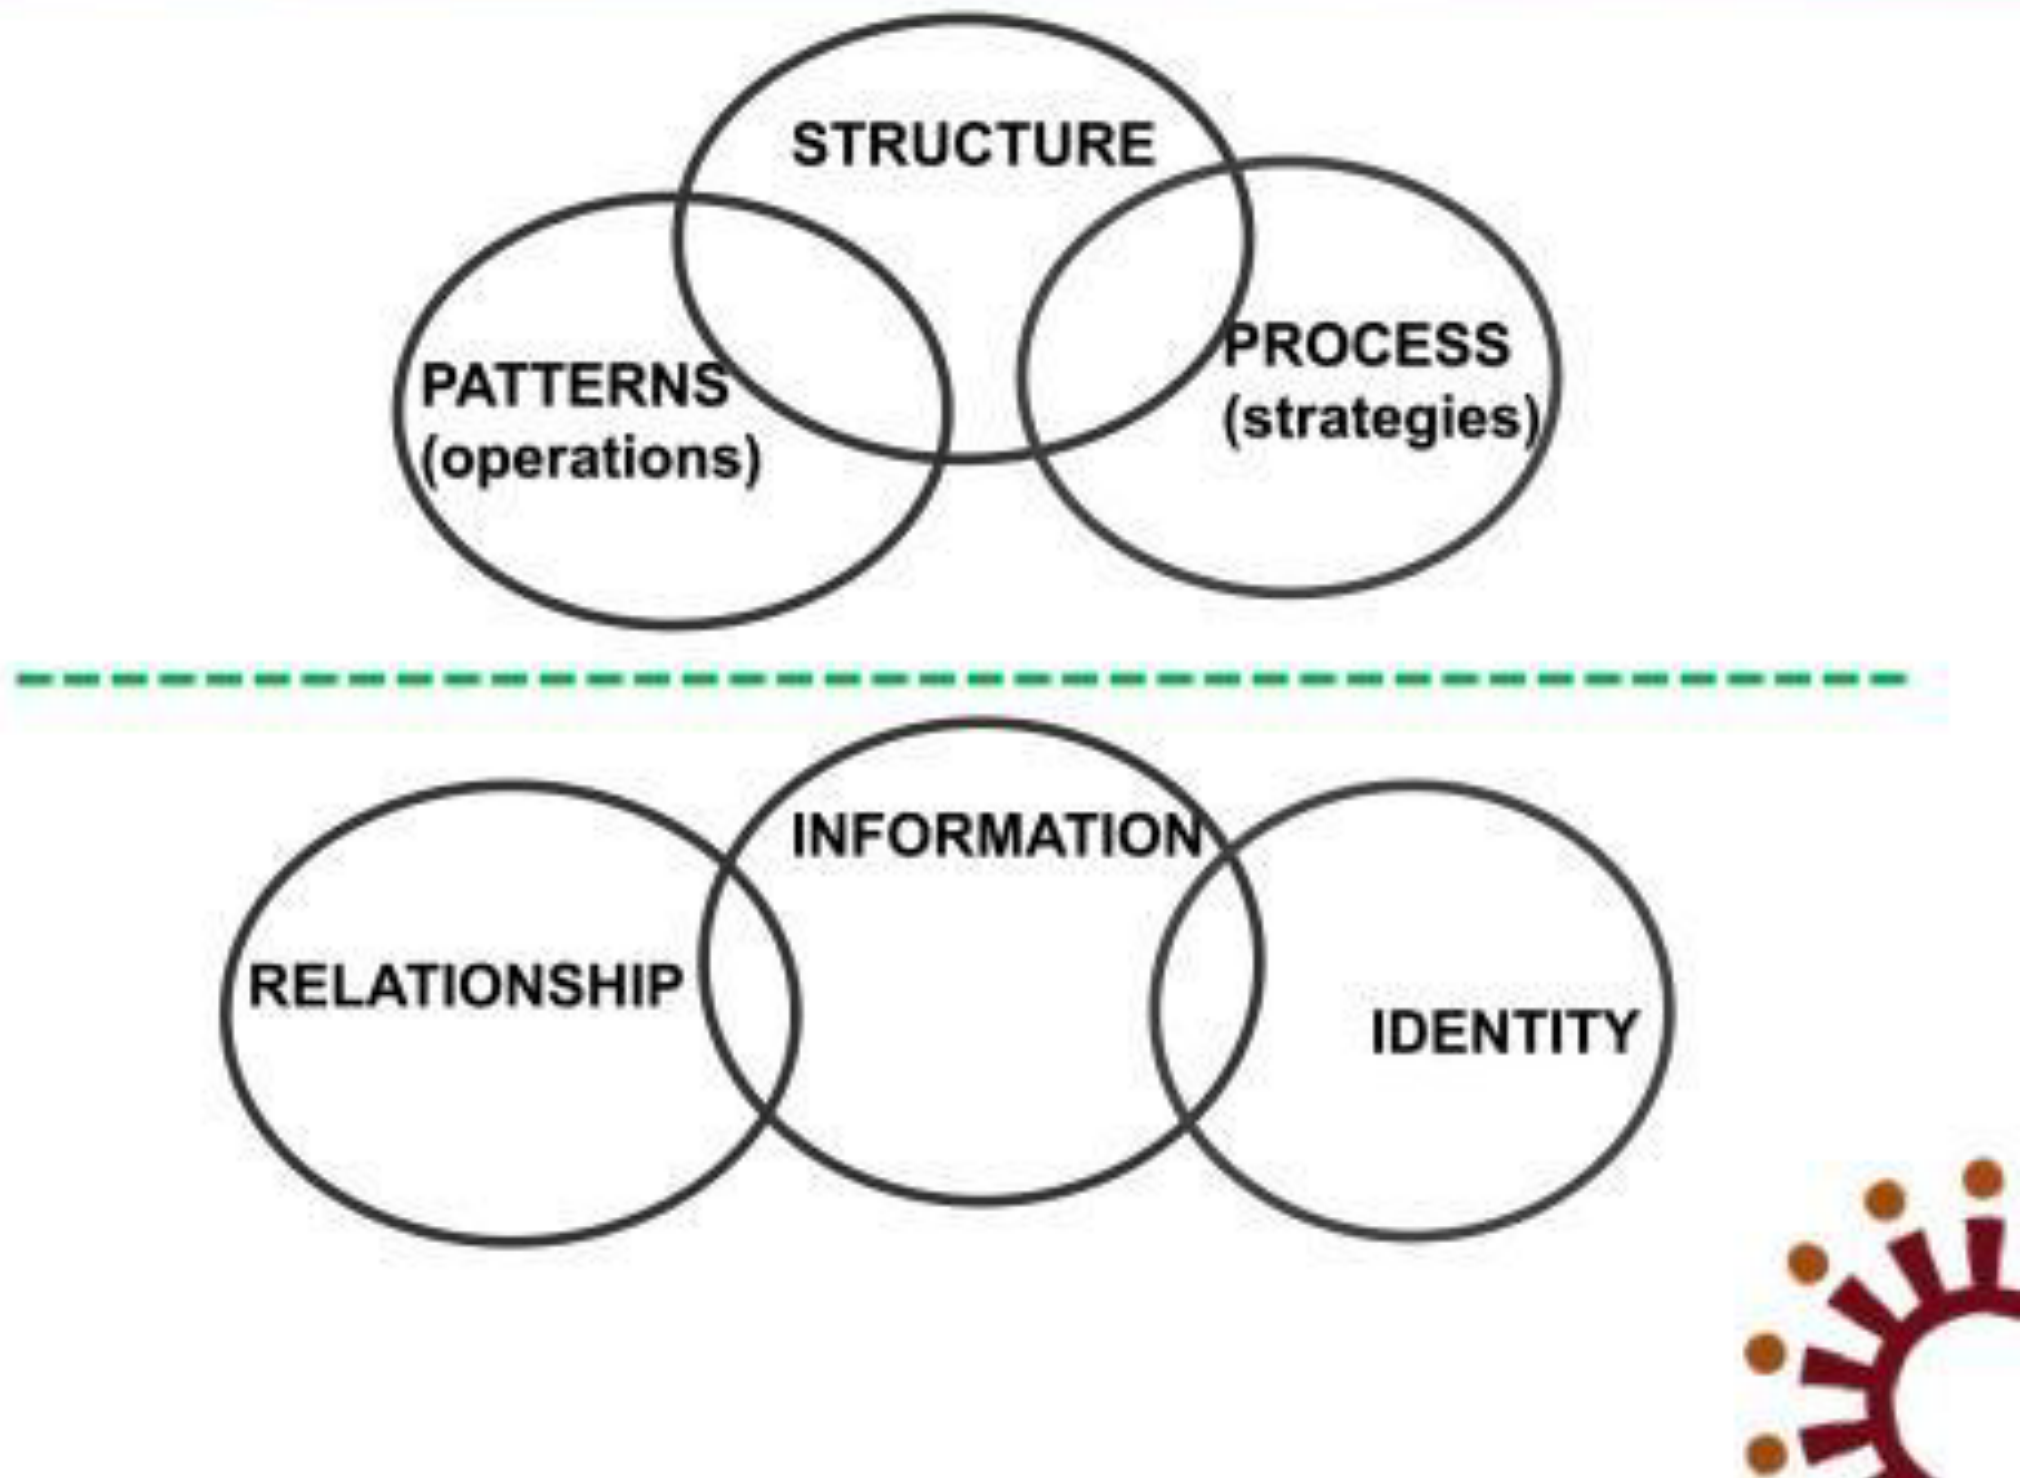 STRUCTURE
PATTERNS
(operations)
PROCESS
(strategies)
INFORMATION
RELATIONSHIP
IDENTITY